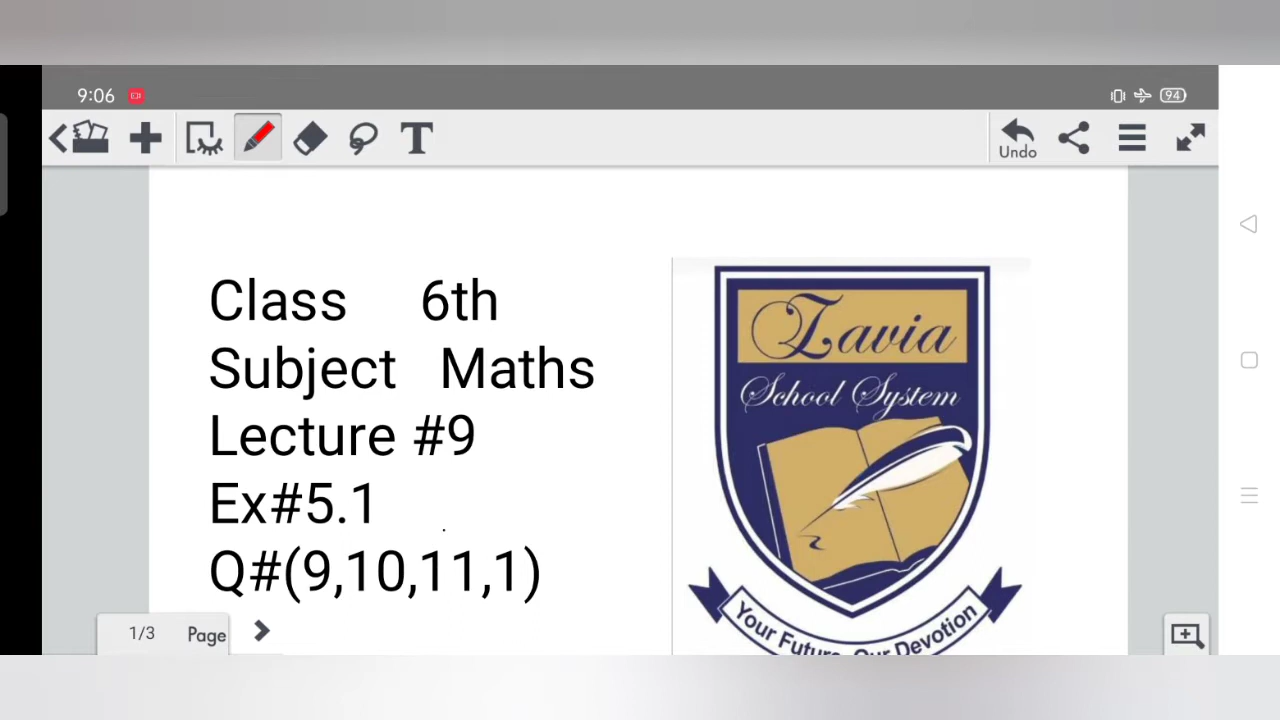 9:06
94
T
Undo
Class 6th
Subject Maths
Lecture #9
Ex#5.1
Q#(9,10,11,1)
Zavia
School System
Your Future Our Devotion
1/3 Page